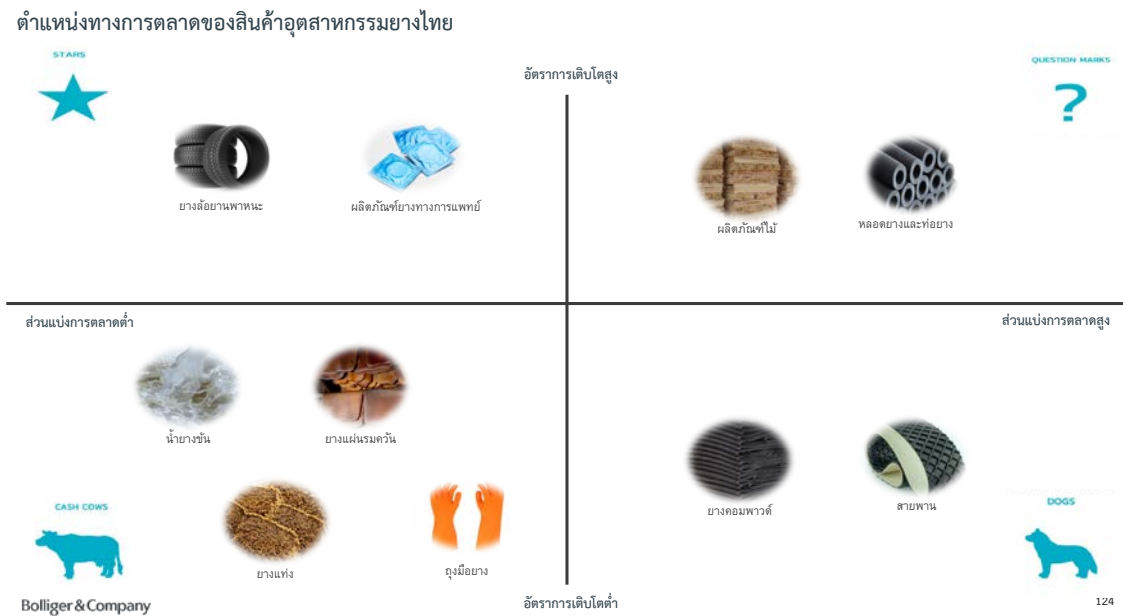 ตำแหน่งทางการตลาดของสินค้าอุตสาหกรรมยางไทย
STARS
QUESTION MARKS
?
อัตราการเติบโตสูง
ยางล้อยานพาหนะ
ผลิตภัณฑ์ยางทางการแพทย์
ผลิตภัณฑ์ไม้
หลอดยางและท่อยาง
ส่วนแบ่งการตลาดต่ำ
ส่วนแบ่งการตลาดสูง
น้ำยางข้น
ยางแผ่นรมควัน
ยางคอมพาวด์
สายพาน
CASH COWS
DOGS
ยางแท่ง
ถุงมือยาง
อัตราการเติบโตต่ำ
Bolliger & Company
124